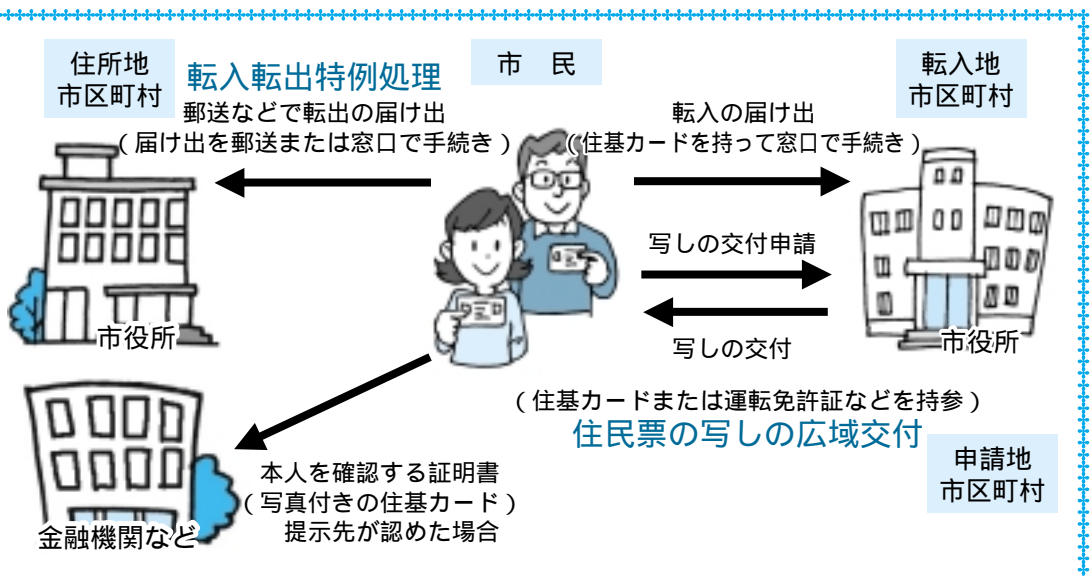 住所地
市区町村
転入転出特例処理
郵送などで転出の届け出
(届け出を郵送または窓口で手続き)
市 民
転入地
市区町村
転入の届け出
(住基カードを持って窓口で手続き)
写しの交付申請
写しの交付
市役所
市役所
(住基カードまたは運転免許証などを持参)
住民票の写しの広域交付
申請地
市区町村
本人を確認する証明書
(写真付きの住基カード)
提示先が認めた場合
金融機関など